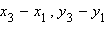 x₃ − x₁ , y₃ − y₁